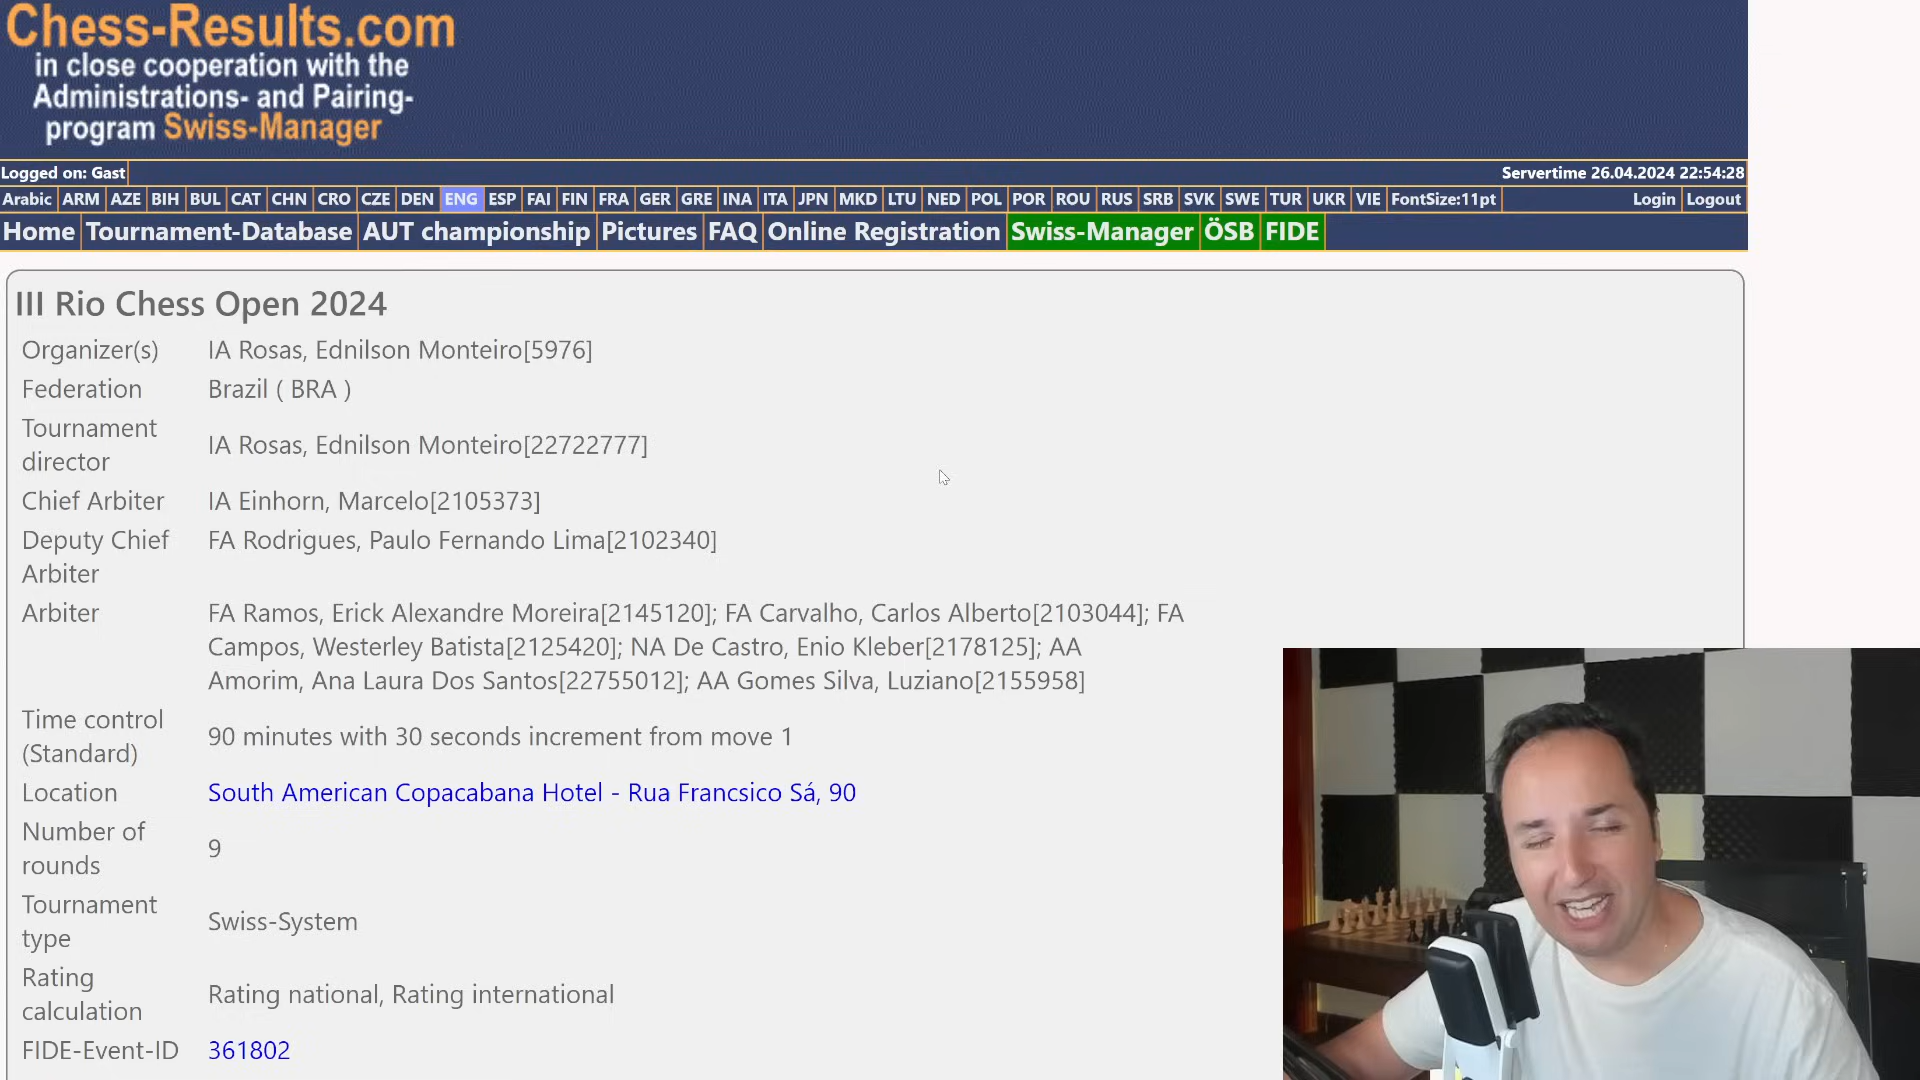 Chess-Results.com
in close cooperation with the
Administrations- and Pairing-
program Swiss-Manager
Logged on: Gast Servertime 26.04.2024 22:54:28
Arabic ARM AZE BIH BUL CAT CHN CRO CZE DEN ENG ESP FAI FIN FRA GER GRE INA ITA JPN MKD LTU NED POL POR ROU RUS SRB SVK SWE TUR UKR VIE FontSize:11pt Login Logout
Home Tournament-Database AUT championship Pictures FAQ Online Registration Swiss-Manager ÖSB FIDE
III Rio Chess Open 2024
Organizer(s) IA Rosas, Ednilson Monteiro[5976]
Federation Brazil ( BRA )
Tournament
director
IA Rosas, Ednilson Monteiro[22722777]
Chief Arbiter IA Einhorn, Marcelo[2105373]
Deputy Chief
Arbiter
FA Rodrigues, Paulo Fernando Lima[2102340]
Arbiter FA Ramos, Erick Alexandre Moreira[2145120]; FA Carvalho, Carlos Alberto[2103044]; FA
Campos, Westerley Batista[2125420]; NA De Castro, Enio Kleber[2178125]; AA
Amorim, Ana Laura Dos Santos[22755012]; AA Gomes Silva, Luziano[2155958]
Time control
(Standard)
90 minutes with 30 seconds increment from move 1
Location South American Copacabana Hotel - Rua Francsico Sá, 90
Number of
rounds
9
Tournament
type
Swiss-System
Rating
calculation
Rating national, Rating international
FIDE-Event-ID 361802